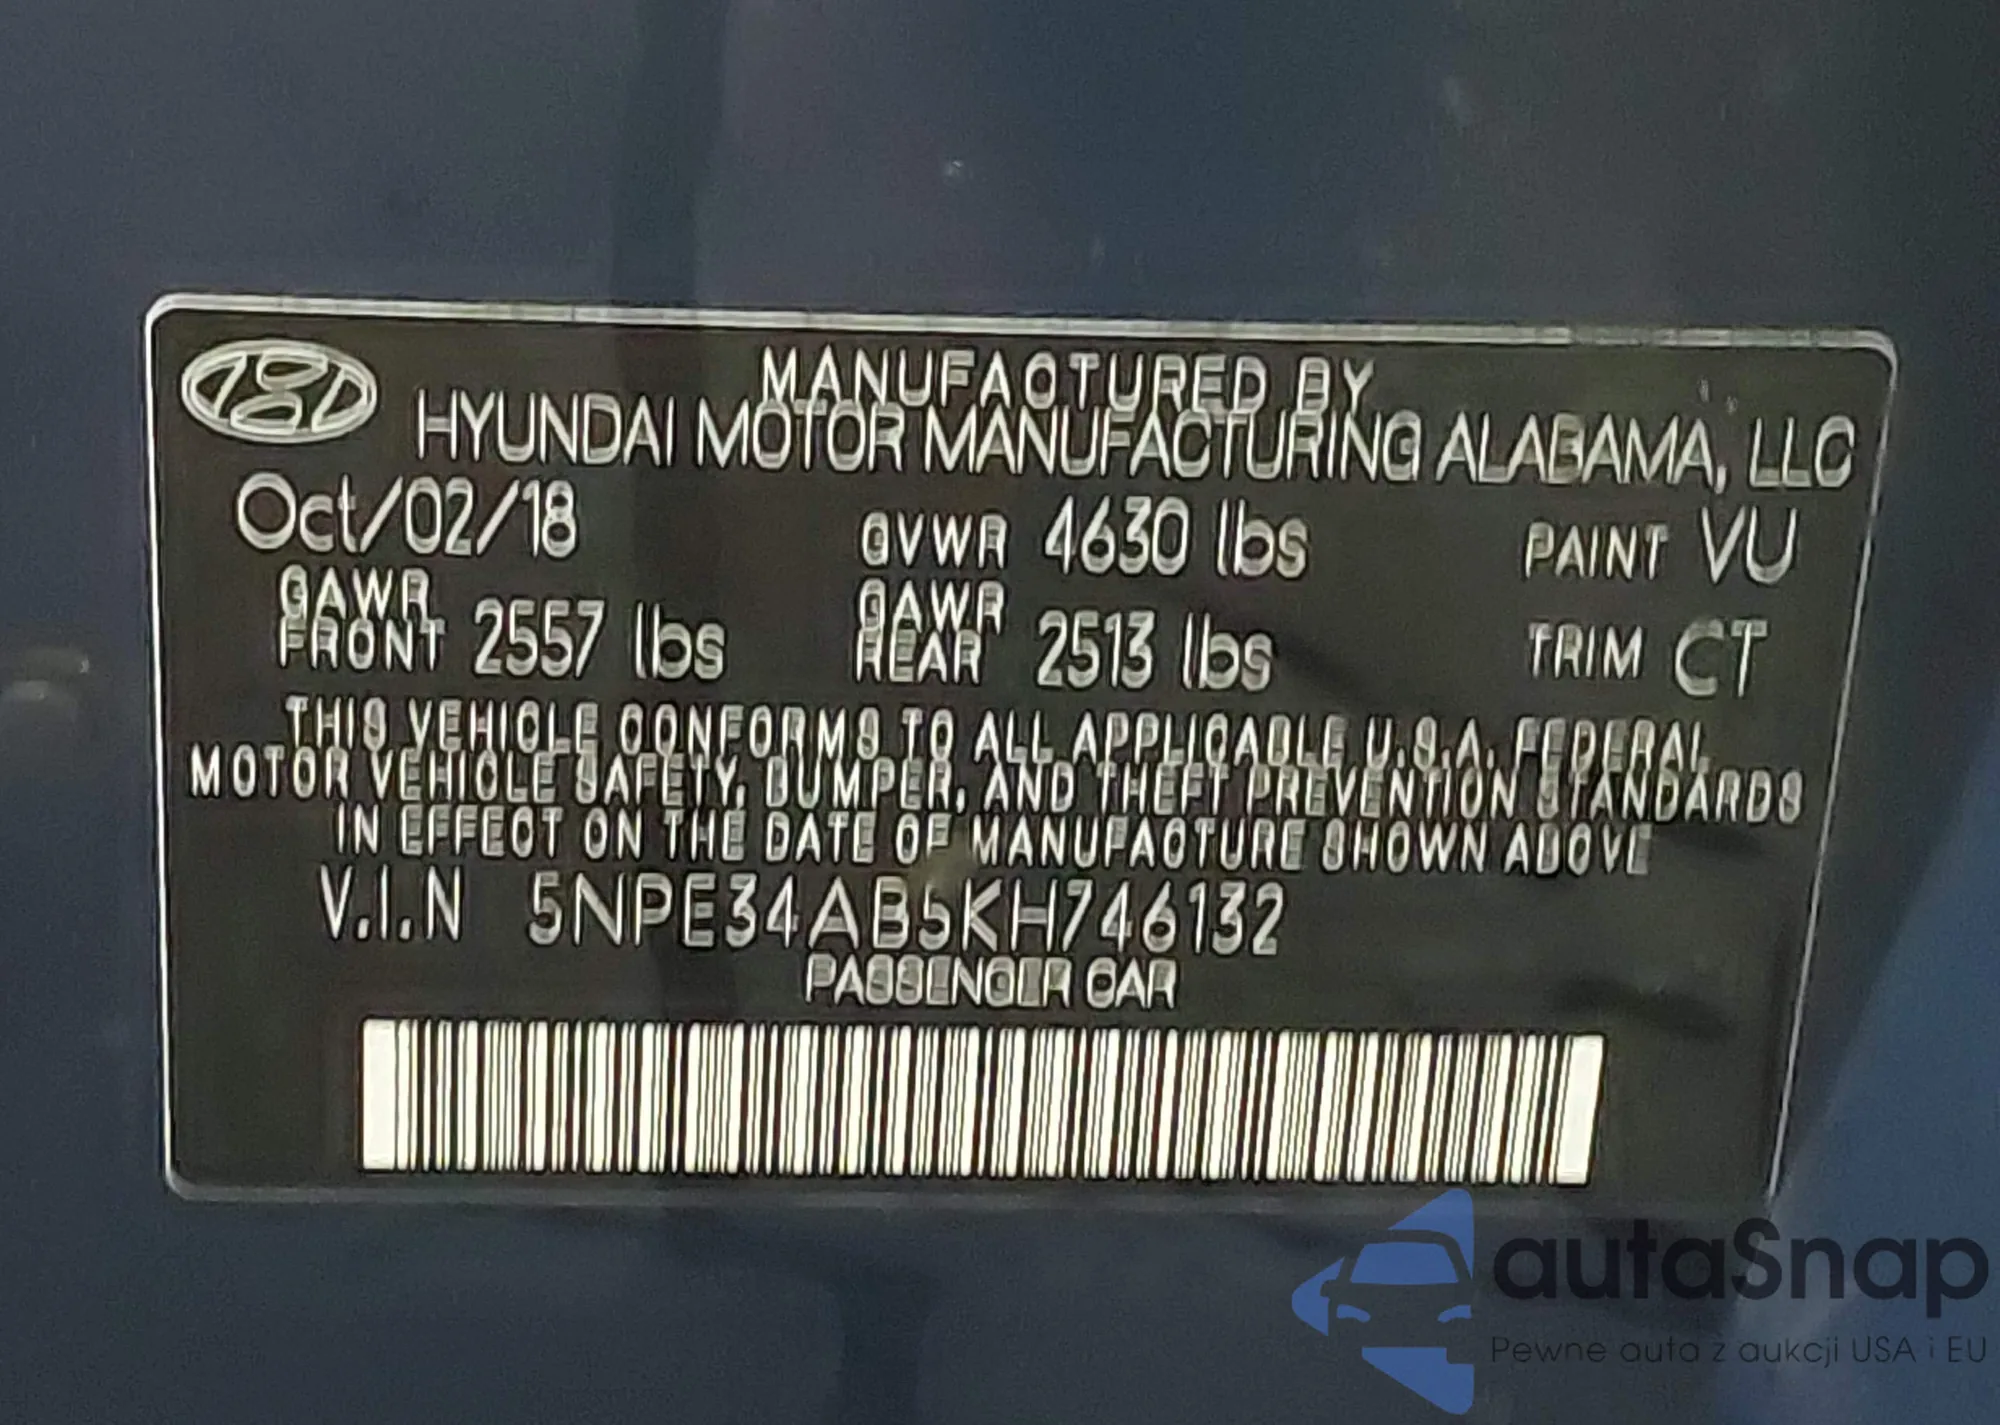 MANUFACTURED BY
HYUNDAI MOTOR MANUFACTURING ALABAMA, LLC
Oct/02/18 GVWR 4630 lbs PAINT VU
GAWR FRONT 2557 lbs GAWR REAR 2513 lbs TRIM CT
THIS VEHICLE CONFORMS TO ALL APPLICABLE U.S.A. FEDERAL
MOTOR VEHICLE SAFETY, BUMPER, AND THEFT PREVENTION STANDARDS
IN EFFECT ON THE DATE OF MANUFACTURE SHOWN ABOVE
V.I.N 5NPE34AB5KH746132
PASSENGER CAR
autaSnap
Pewne auta z aukcji USA i EU